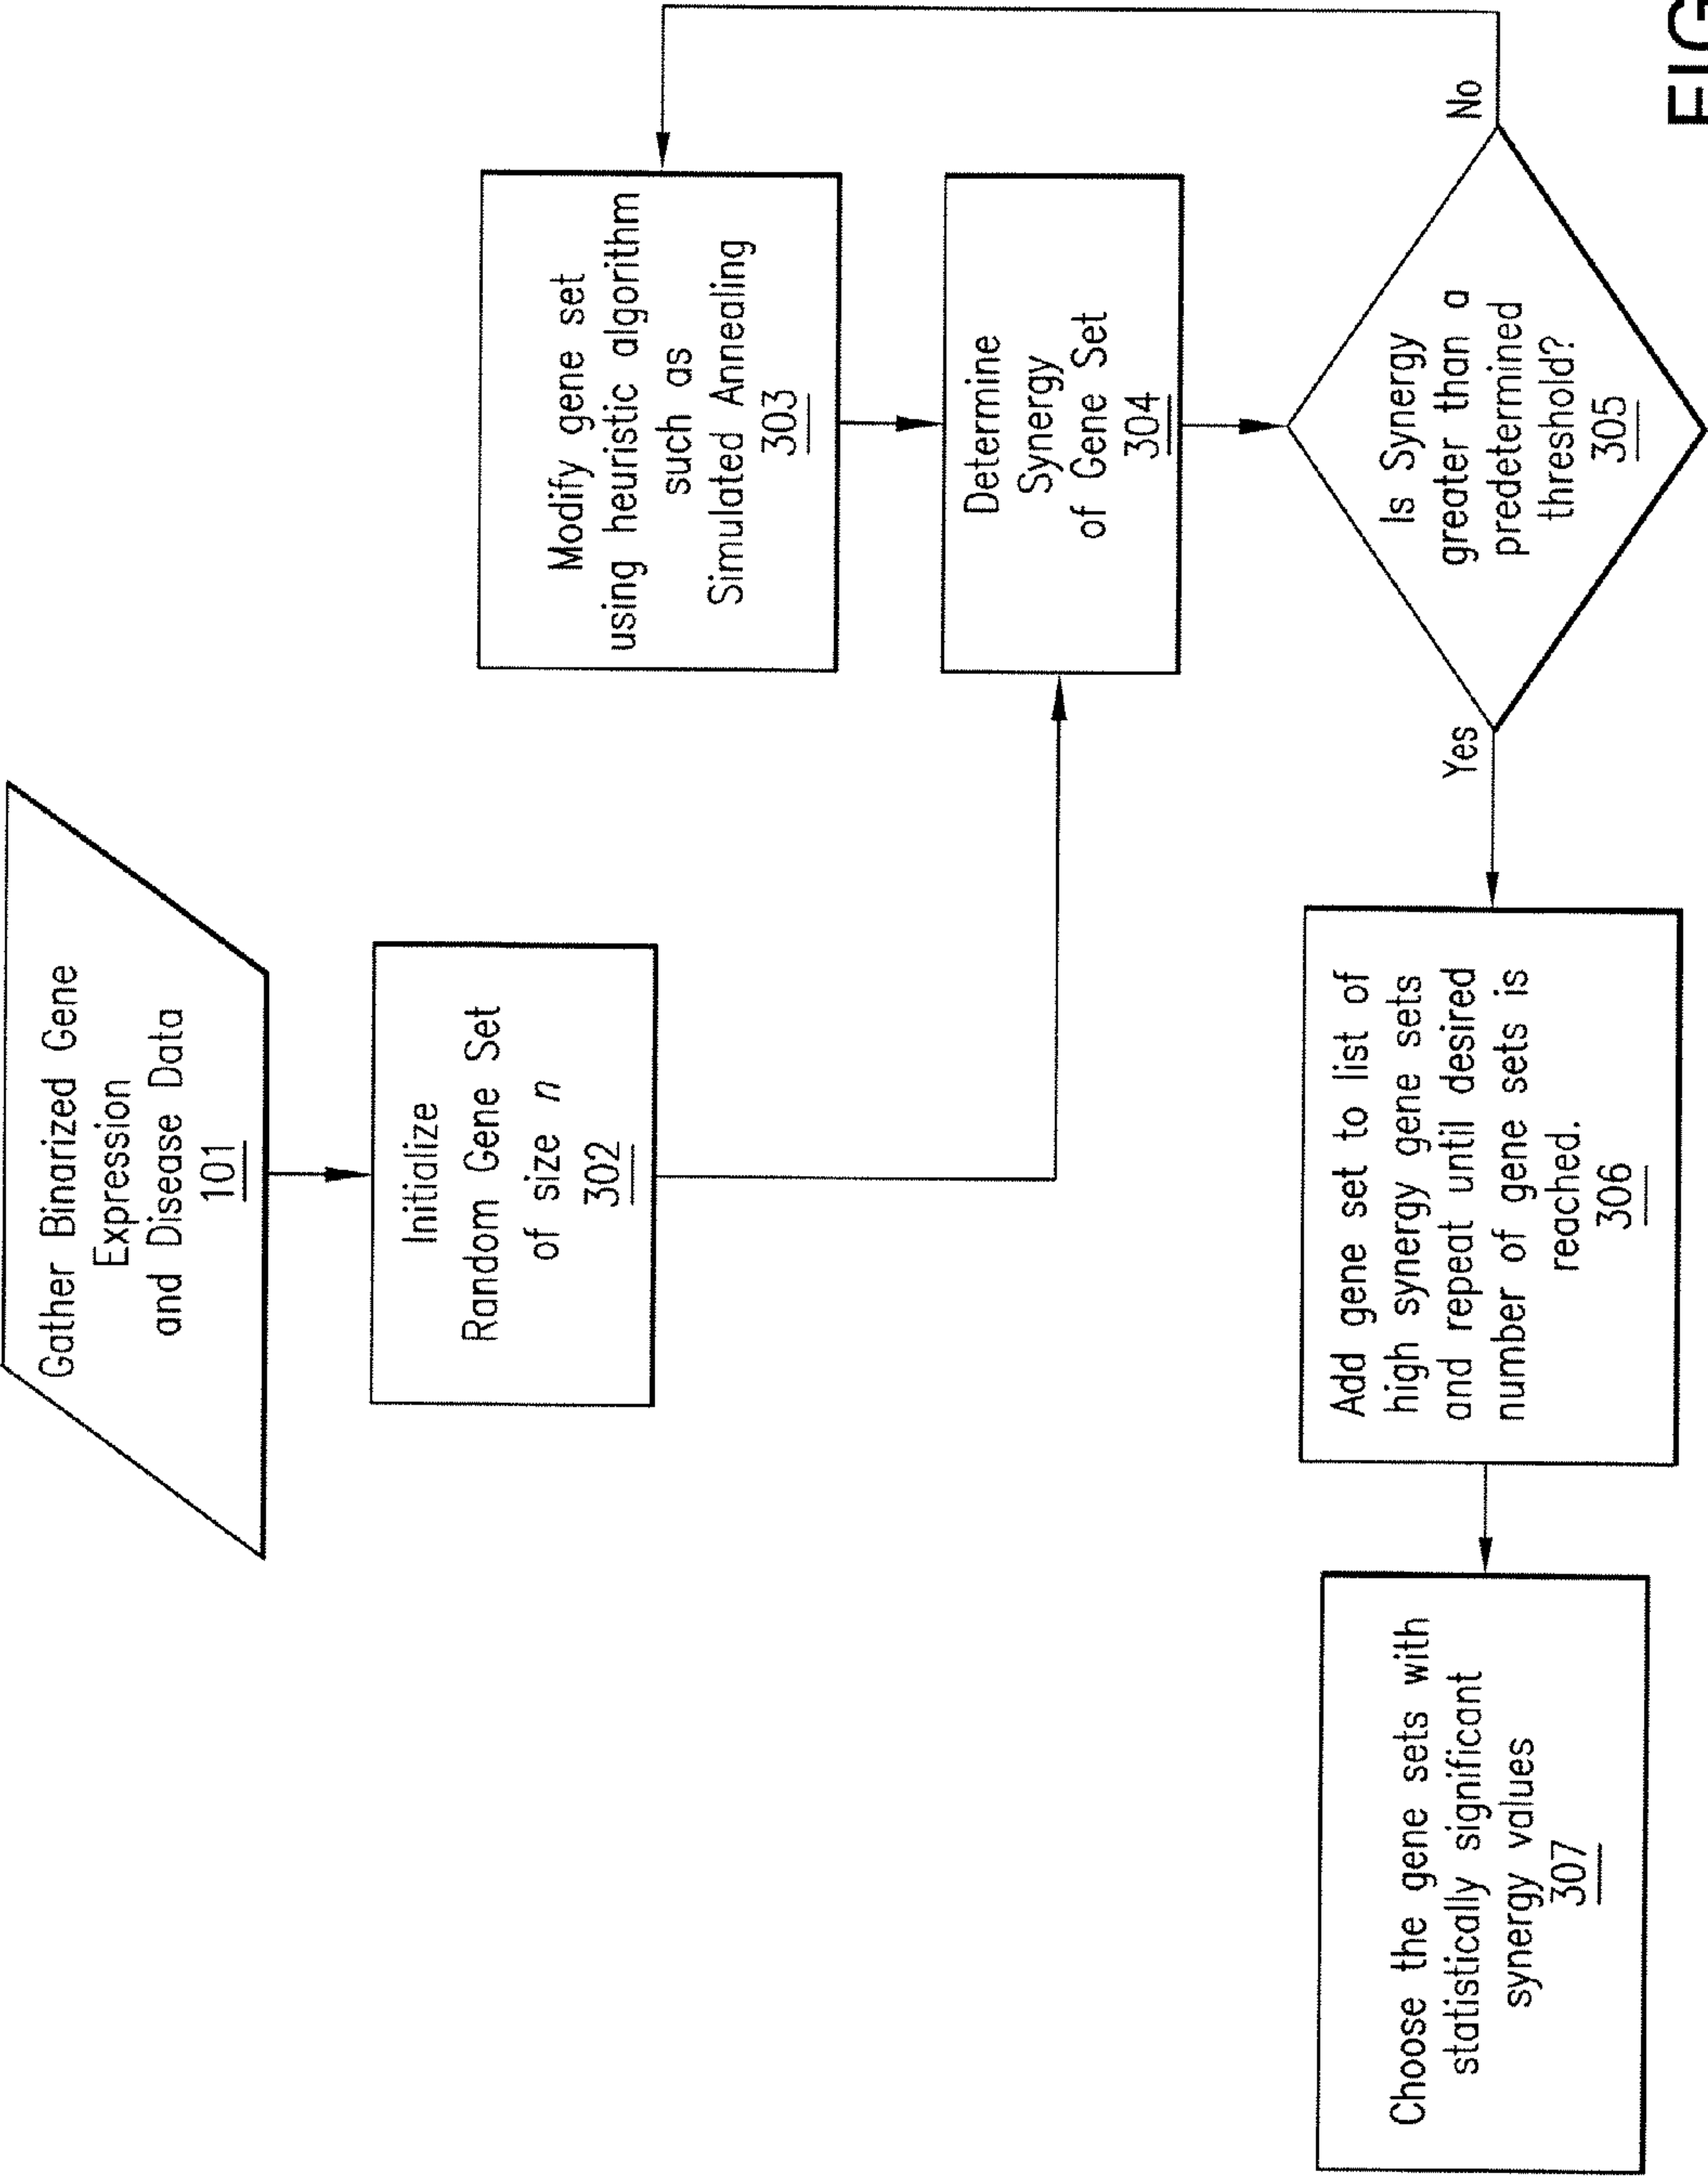 Gather Binarized Gene
Expression
and Disease Data
101
Initialize
Random Gene Set
of size n
302
Modify gene set
using heuristic algorithm
such as
Simulated Annealing
303
Determine
Synergy
of Gene Set
304
Is Synergy
greater than a
predetermined
threshold?
305
No
Yes
Add gene set to list of
high synergy gene sets
and repeat until desired
number of gene sets is
reached.
306
Choose the gene sets with
statistically significant
synergy values
307